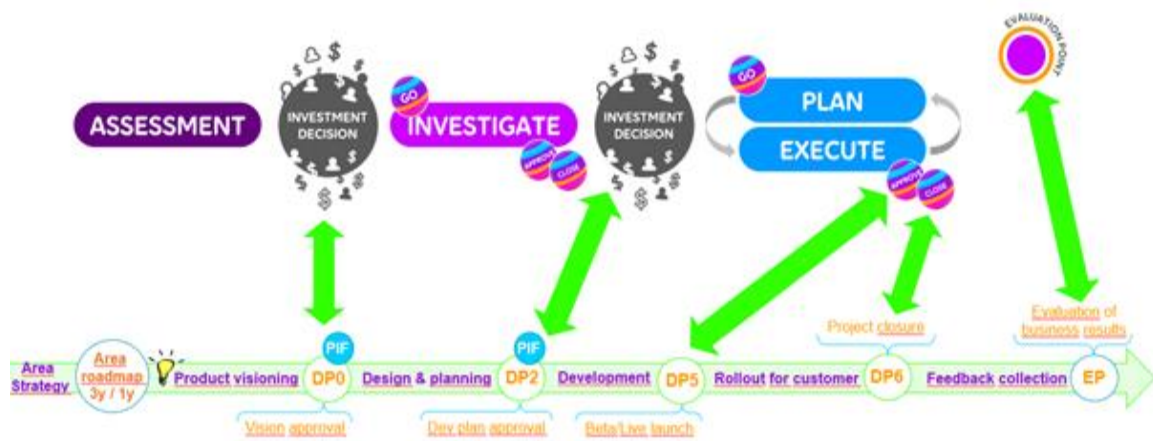 EVALUATION POINT
GO
GO
PLAN
ASSESSMENT
INVESTMENT
DECISION
INVESTIGATE
INVESTMENT
DECISION
EXECUTE
APPROVE
CLOSE
APPROVE
CLOSE
Project closure
Evaluation of
business results
PIF
PIF
Area
Strategy
Area
roadmap
3y / 1y
Product visioning
DP0
Design & planning
DP2
Development
DP5
Rollout for customer
DP6
Feedback collection
EP
Vision approval
Dev plan approval
Beta/Live launch